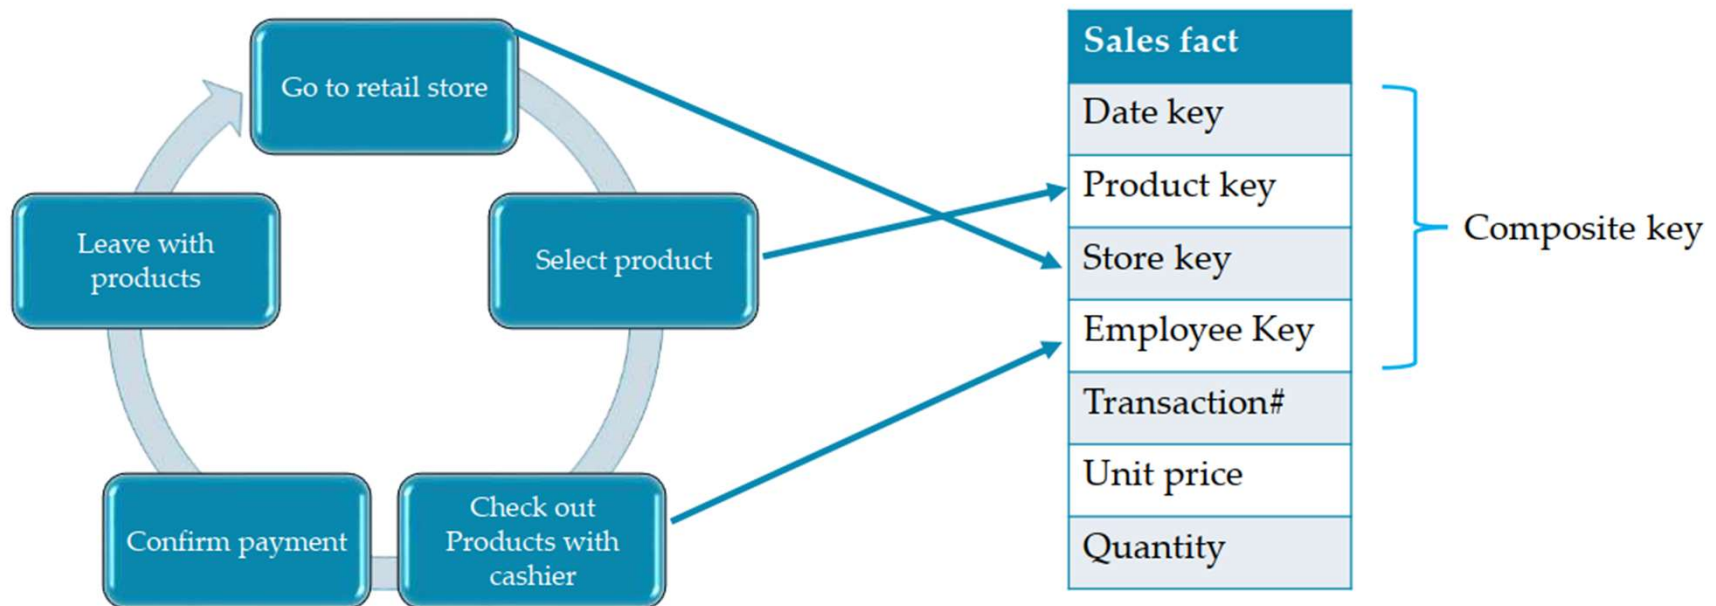 Go to retail store
Select product
Check out
Products with
cashier
Confirm payment
Leave with
products
Sales fact
Date key
Product key
Store key
Employee Key
Transaction#
Unit price
Quantity
Composite key